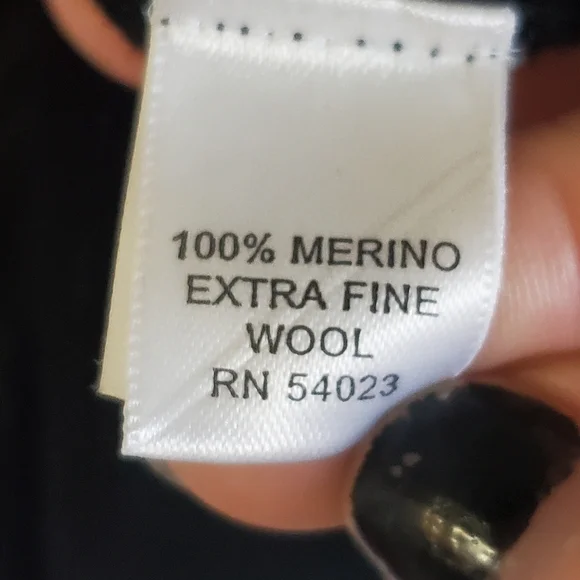 100% MERINO
EXTRA FINE
WOOL
RN 54023